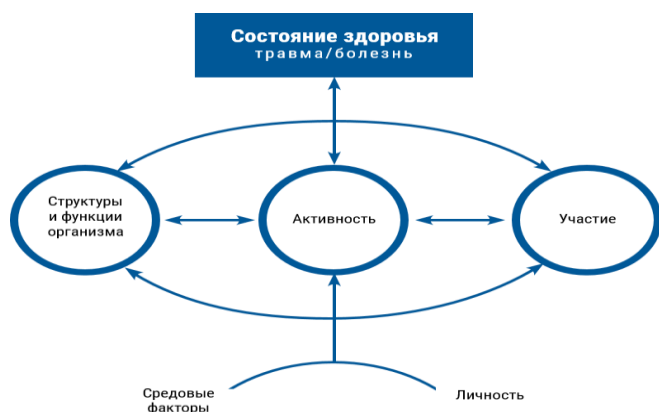 Состояние здоровья
травма/болезнь
Структуры
и функции
организма
Активность
Участие
Средовые
факторы
Личность